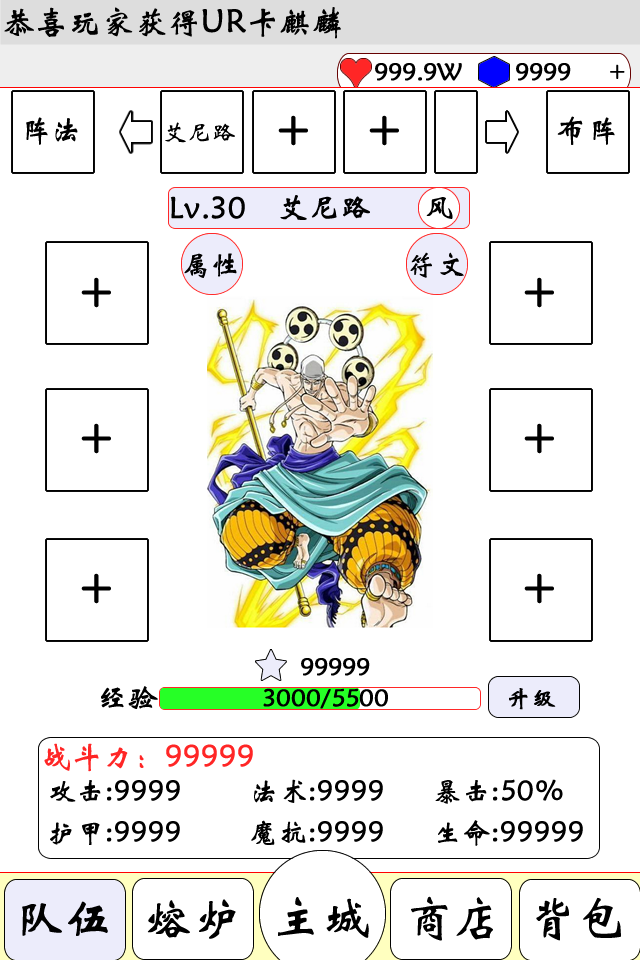 恭喜玩家获得UR卡麒麟
999.9W 9999 +
阵法 艾尼路 + + 布阵
Lv.30 艾尼路 风
属性 符文
+ +
+ +
+ +
99999
经验 3000/5500 升级
战斗力：99999
攻击:9999 法术:9999 暴击:50%
护甲:9999 魔抗:9999 生命:99999
队伍 熔炉 主城 商店 背包